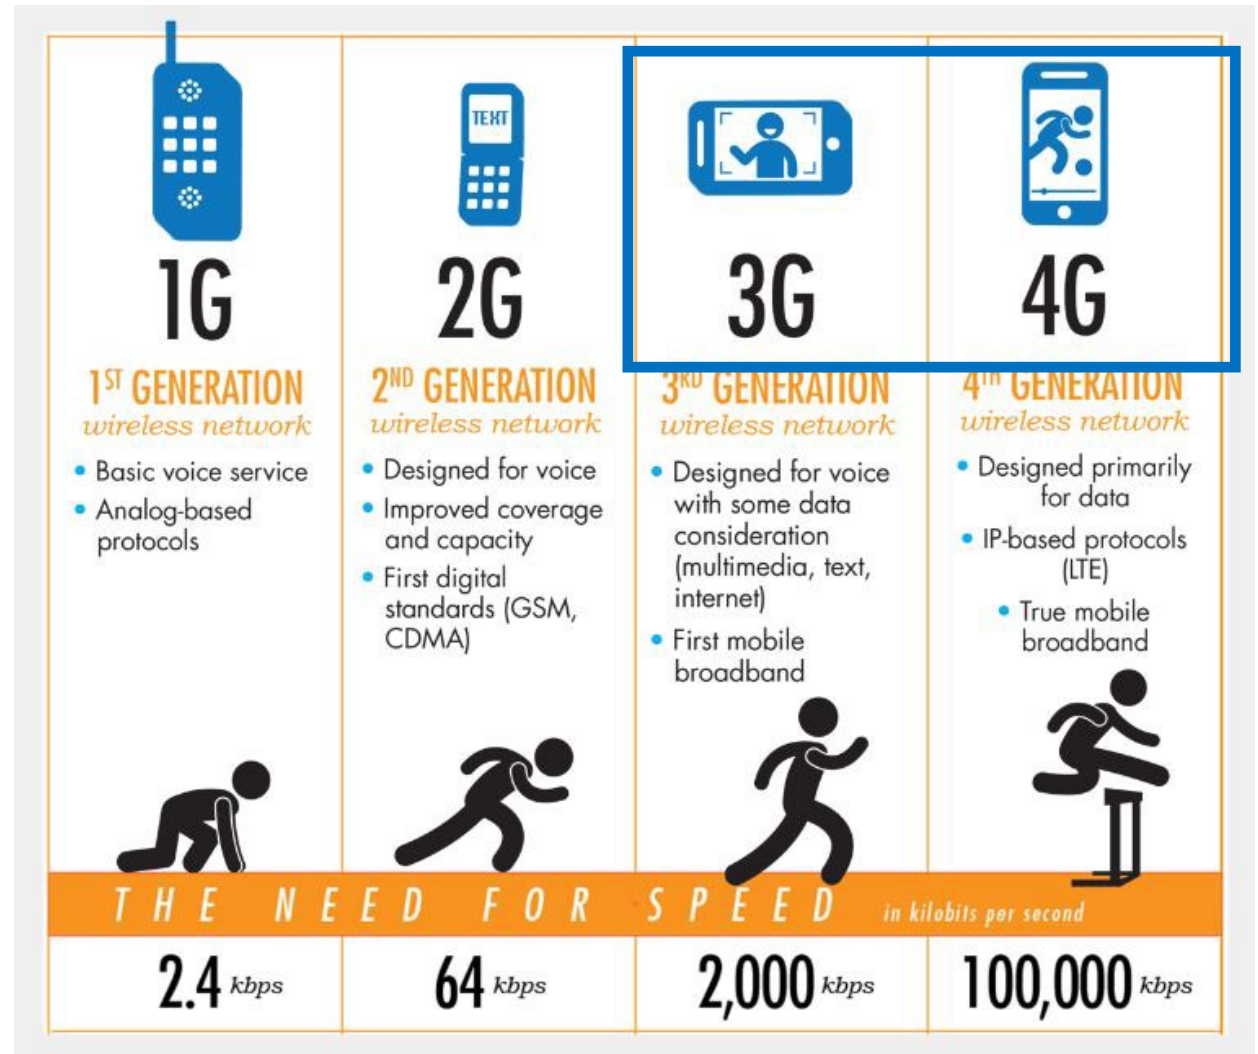 TEXT
1G
1ST GENERATION
wireless network
• Basic voice service
• Analog-based
protocols
2G
2ND GENERATION
wireless network
• Designed for voice
• Improved coverage
and capacity
• First digital
standards (GSM,
CDMA)
3G
3RD GENERATION
wireless network
• Designed for voice
with some data
consideration
(multimedia, text,
internet)
• First mobile
broadband
4G
4TH GENERATION
wireless network
• Designed primarily
for data
• IP-based protocols
(LTE)
• True mobile
broadband
THE NEED FOR SPEED in kilobits per second
2.4 kbps
64 kbps
2,000 kbps
100,000 kbps